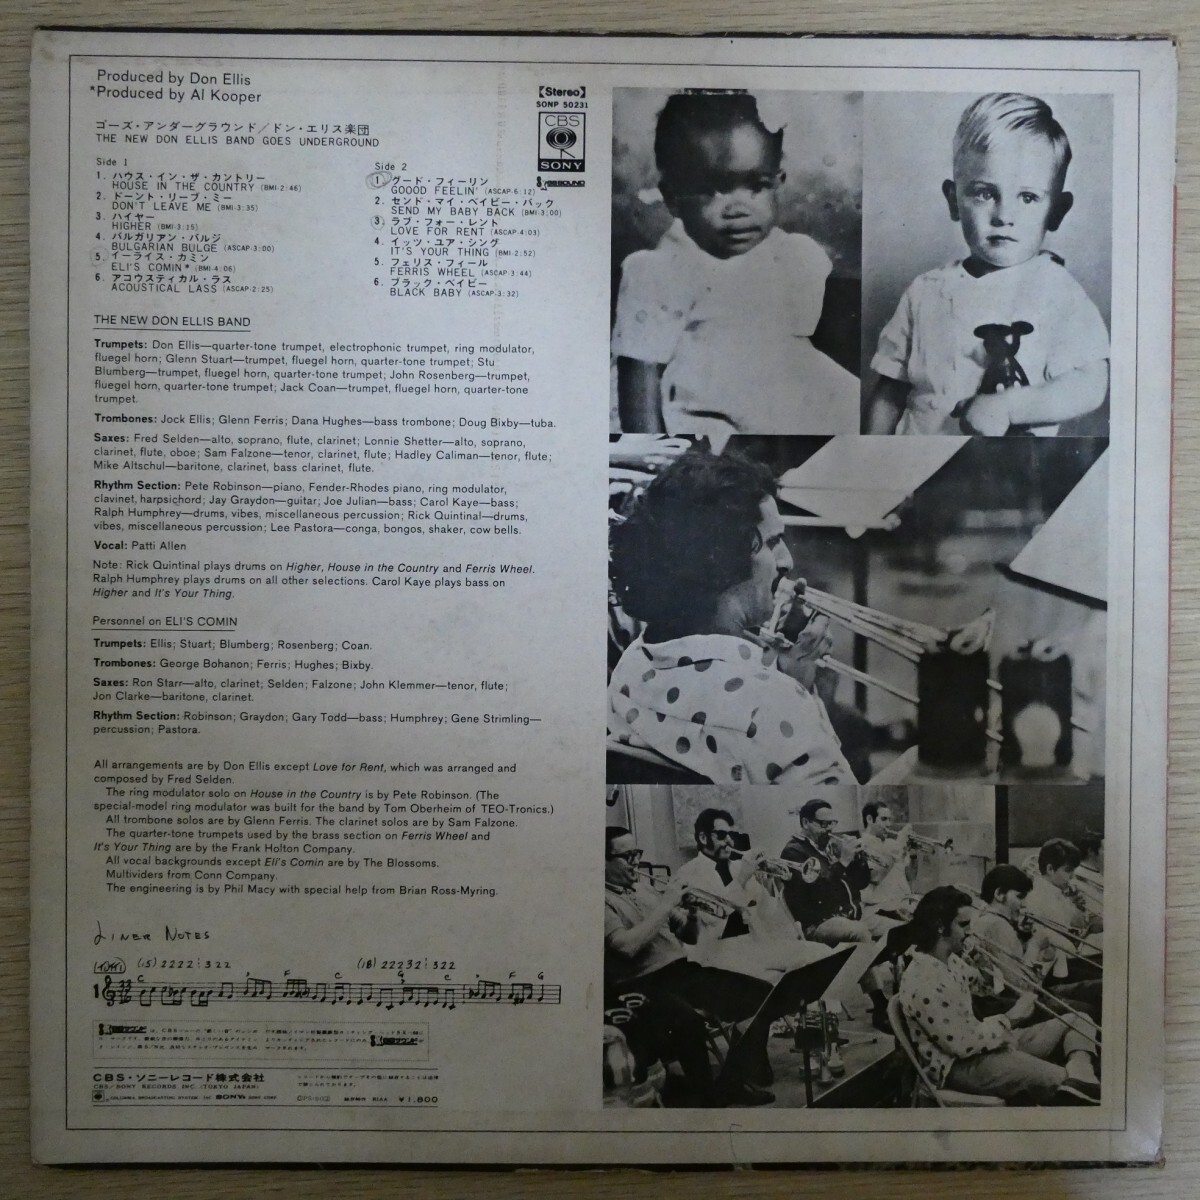 Produced by Don Ellis
*Produced by Al Kooper
ゴーズ・アンダーグラウンド／ドン・エリス楽団
THE NEW DON ELLIS BAND GOES UNDERGROUND
Side 1
1. ハウス・イン・ザ・カントリー
HOUSE IN THE COUNTRY (BMI-2:46)
2. ドーント・リーブ・ミー
DON'T LEAVE ME (BMI-3:35)
3. ハイヤー
HIGHER (BMI-3:15)
4. バルガリアン・バルジ
BULGARIAN BULGE (ASCAP-3:00)
5. イーライス・カミン
ELI'S COMIN* (BMI-4:06)
6. アコウスティカル・ラス
ACOUSTICAL LASS (ASCAP-2:25)
Side 2
1. グード・フィーリン
GOOOD FEELIN' (ASCAP-6:12)
2. センド・マイ・ベイビー・バック
SEND MY BABY BACK (BMI-3:00)
3. ラブ・フォー・レント
LOVE FOR RENT (ASCAP-4:03)
4. イッツ・ユア・シング
IT'S YOUR THING (BMI-2:52)
5. フェリス・フィール
FERRIS WHEEL (ASCAP-3:44)
6. ブラック・ベイビー
BLACK BABY (ASCAP-3:32)
【Stereo】
SONP 50231
CBS
SONY
THE NEW DON ELLIS BAND
Trumpets: Don Ellis—quarter-tone trumpet, electrophonic trumpet, ring modulator,
fluegel horn; Glenn Stuart—trumpet, fluegel horn, quarter-tone trumpet; Stu
Blumberg—trumpet, fluegel horn, quarter-tone trumpet; John Rosenberg—trumpet,
fluegel horn, quarter-tone trumpet; Jack Coan—trumpet, fluegel horn, quarter-tone
trumpet.
Trombones: Jock Ellis; Glenn Ferris; Dana Hughes—bass trombone; Doug Bixby—tuba.
Saxes: Fred Selden—alto, soprano, flute, clarinet; Lonnie Shetter—alto, soprano,
clarinet, flute, oboe; Sam Falzone—tenor, clarinet, flute; Hadley Caliman—tenor, flute;
Mike Altschul—baritone, clarinet, bass clarinet, flute.
Rhythm Section: Pete Robinson—piano, Fender-Rhodes piano, ring modulator,
clavinet, harpsichord; Jay Graydon—guitar; Joe Julian—bass; Carol Kaye—bass;
Ralph Humphrey—drums, vibes, miscellaneous percussion; Rick Quintinal—drums,
vibes, miscellaneous percussion; Lee Pastora—conga, bongos, shaker, cow bells.
Vocal: Patti Allen
Note: Rick Quintinal plays drums on Higher, House in the Country and Ferris Wheel.
Ralph Humphrey plays drums on all other selections. Carol Kaye plays bass on
Higher and It's Your Thing.
Personnel on ELI'S COMIN
Trumpets: Ellis; Stuart; Blumberg; Rosenberg; Coan.
Trombones: George Bohanon; Ferris; Hughes; Bixby.
Saxes: Ron Starr—alto, clarinet; Selden; Falzone; John Klemmer—tenor, flute;
Jon Clarke—baritone, clarinet.
Rhythm Section: Robinson; Graydon; Gary Todd—bass; Humphrey; Gene Strimling—
percussion; Pastora.
All arrangements are by Don Ellis except Love for Rent, which was arranged and
composed by Fred Selden.
The ring modulator solo on House in the Country is by Pete Robinson. (The
special-model ring modulator was built for the band by Tom Oberheim of TEO-Tronics.)
All trombone solos are by Glenn Ferris. The clarinet solos are by Sam Falzone.
The quarter-tone trumpets used by the brass section on Ferris Wheel and
It's Your Thing are by the Frank Holton Company.
All vocal backgrounds except Eli's Comin are by The Blossoms.
Multividers from Conn Company.
The engineering is by Phil Macy with special help from Brian Ross-Myring.
LINER NOTES
(TUTTI) (15) 2222:322 (18) 22232:322
C F C G C F G
CBS・ソニーレコード株式会社
CBS/SONY RECORDS INC./TOKYO JAPAN
SONY
¥1,800